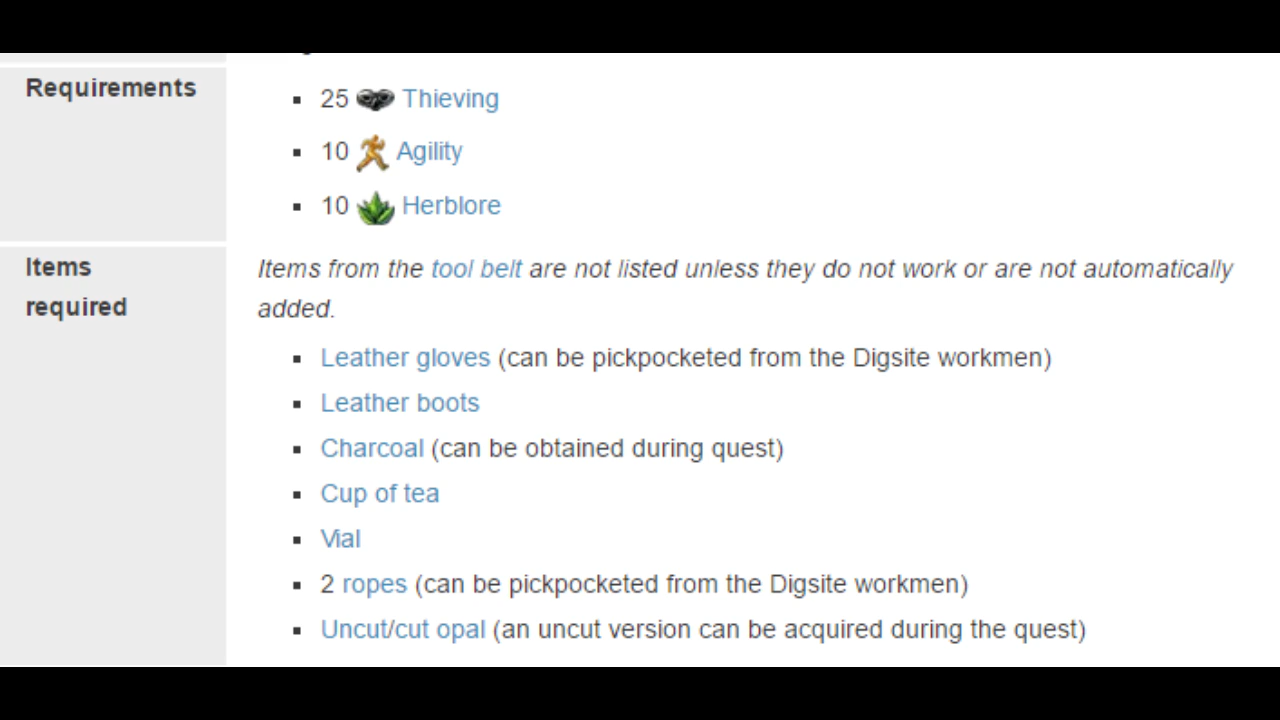 Requirements
25 Thieving
10 Agility
10 Herblore
Items required
Items from the tool belt are not listed unless they do not work or are not automatically
added.
Leather gloves (can be pickpocketed from the Digsite workmen)
Leather boots
Charcoal (can be obtained during quest)
Cup of tea
Vial
2 ropes (can be pickpocketed from the Digsite workmen)
Uncut/cut opal (an uncut version can be acquired during the quest)